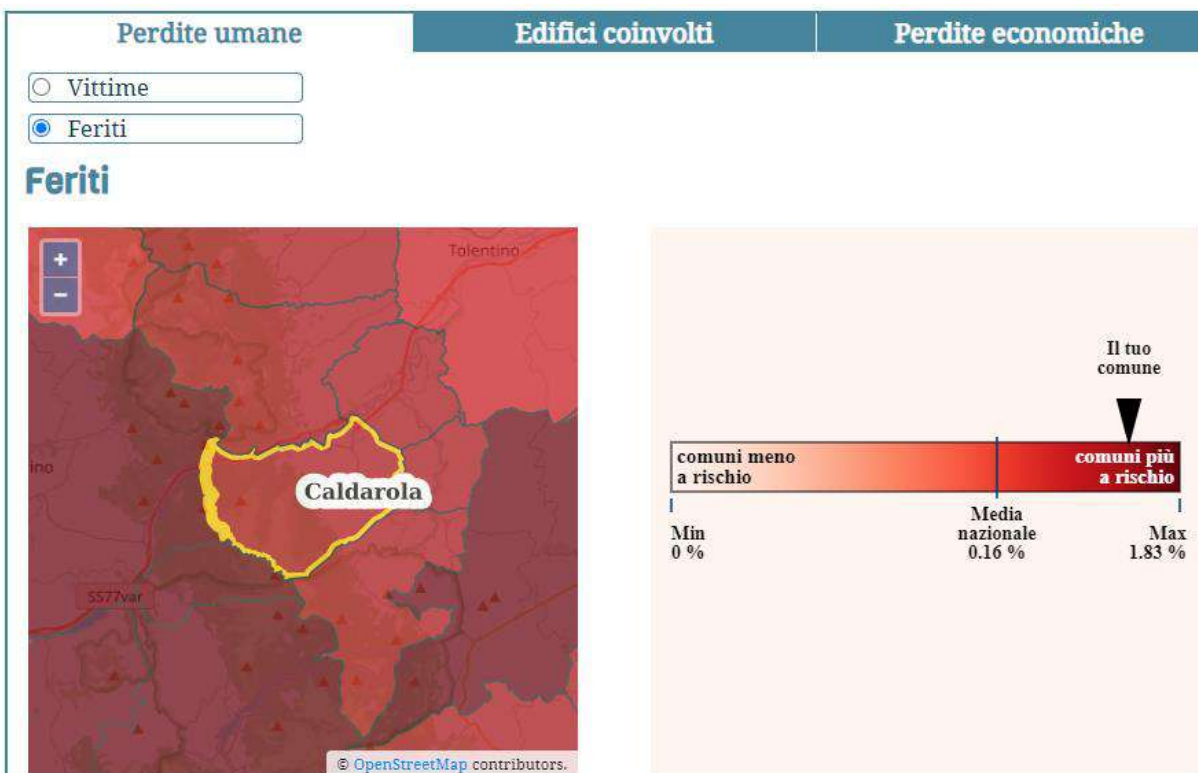 Perdite umane
Edifici coinvolti
Perdite economiche
Vittime
Feriti
Feriti
+
−
Tolentino
ino
Caldarola
SS77var
© OpenStreetMap contributors.
Il tuo
comune
comuni meno
a rischio
comuni più
a rischio
Min
0 %
Media
nazionale
0.16 %
Max
1.83 %